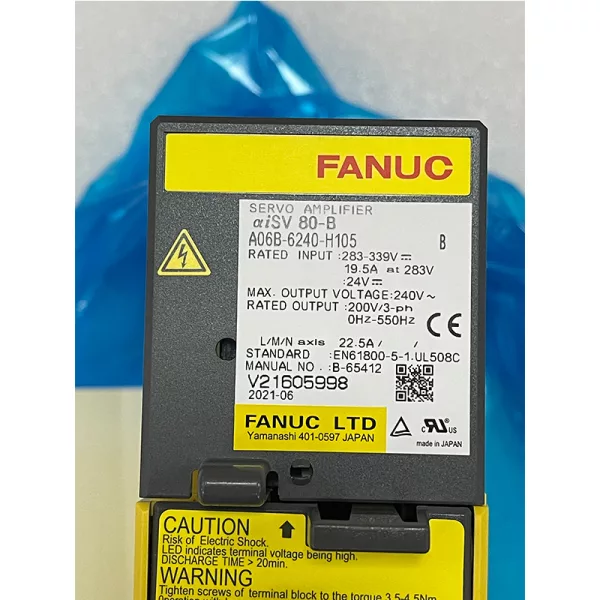 FANUC
SERVO AMPLIFIER
αiSV 80-B
A06B-6240-H105 B
RATED INPUT :283-339V⎓
19.5A at 283V
:24V⎓
MAX. OUTPUT VOLTAGE:240V~
RATED OUTPUT :200V/3-ph
0Hz-550Hz
L/M/N axis 22.5A/ /
STANDARD :EN61800-5-1.UL508C
MANUAL NO. :B-65412
V21605998
2021-06
FANUC LTD
Yamanashi 401-0597 JAPAN
CE
c RU US
made in JAPAN
CAUTION
Risk of Electric Shock.
LED indicates terminal voltage being high.
DISCHARGE TIME > 20min.
WARNING
Tighten screws of terminal block to the torque 3.5-4.5Nm